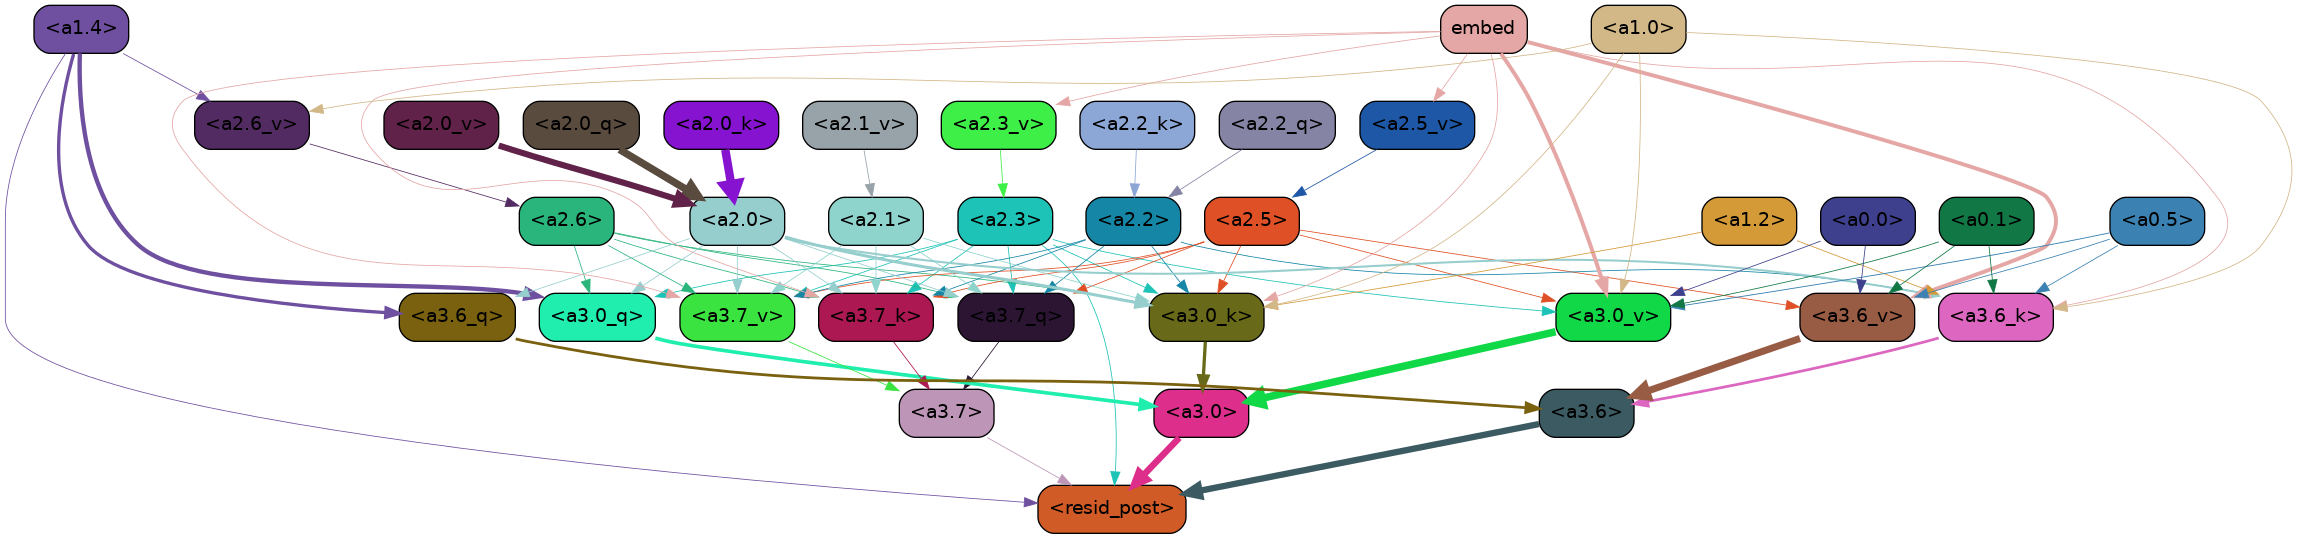 <a1.4>
embed
<a1.0>
<a2.6_v>
<a2.0_v>
<a2.0_q>
<a2.0_k>
<a2.1_v>
<a2.3_v>
<a2.2_k>
<a2.2_q>
<a2.5_v>
<a2.6>
<a2.0>
<a2.1>
<a2.3>
<a2.2>
<a2.5>
<a1.2>
<a0.0>
<a0.1>
<a0.5>
<a3.6_q>
<a3.0_q>
<a3.7_v>
<a3.7_k>
<a3.7_q>
<a3.0_k>
<a3.0_v>
<a3.6_v>
<a3.6_k>
<a3.7>
<a3.0>
<a3.6>
<resid_post>